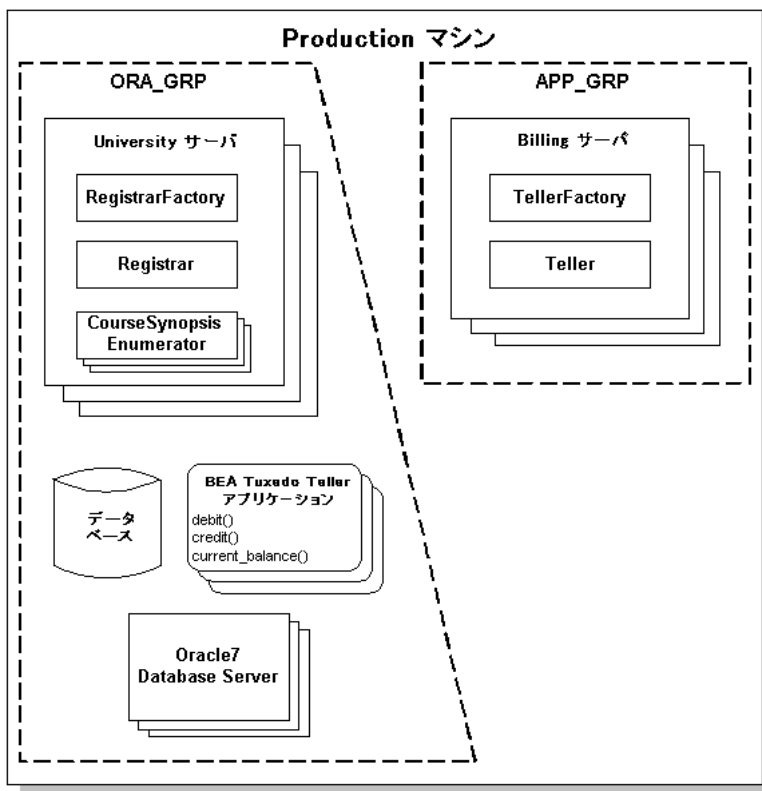 Production マシン
ORA_GRP
University サーバ
RegistrarFactory
Registrar
CourseSynopsis
Enumerator
データ
ベース
BEA Tuxedo Teller
アプリケーション
debit()
credit()
current_balance()
Oracle7
Database Server
APP_GRP
Billing サーバ
TellerFactory
Teller